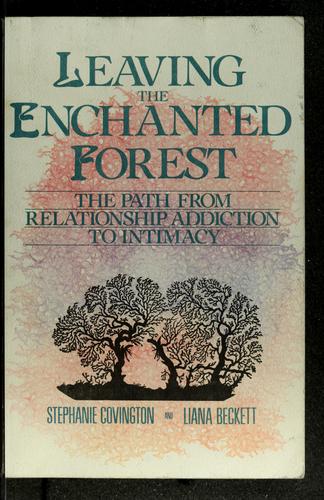 LEAVING
THE
ENCHANTED
FOREST
THE PATH FROM
RELATIONSHIP ADDICTION
TO INTIMACY
STEPHANIE COVINGTON AND LIANA BECKETT